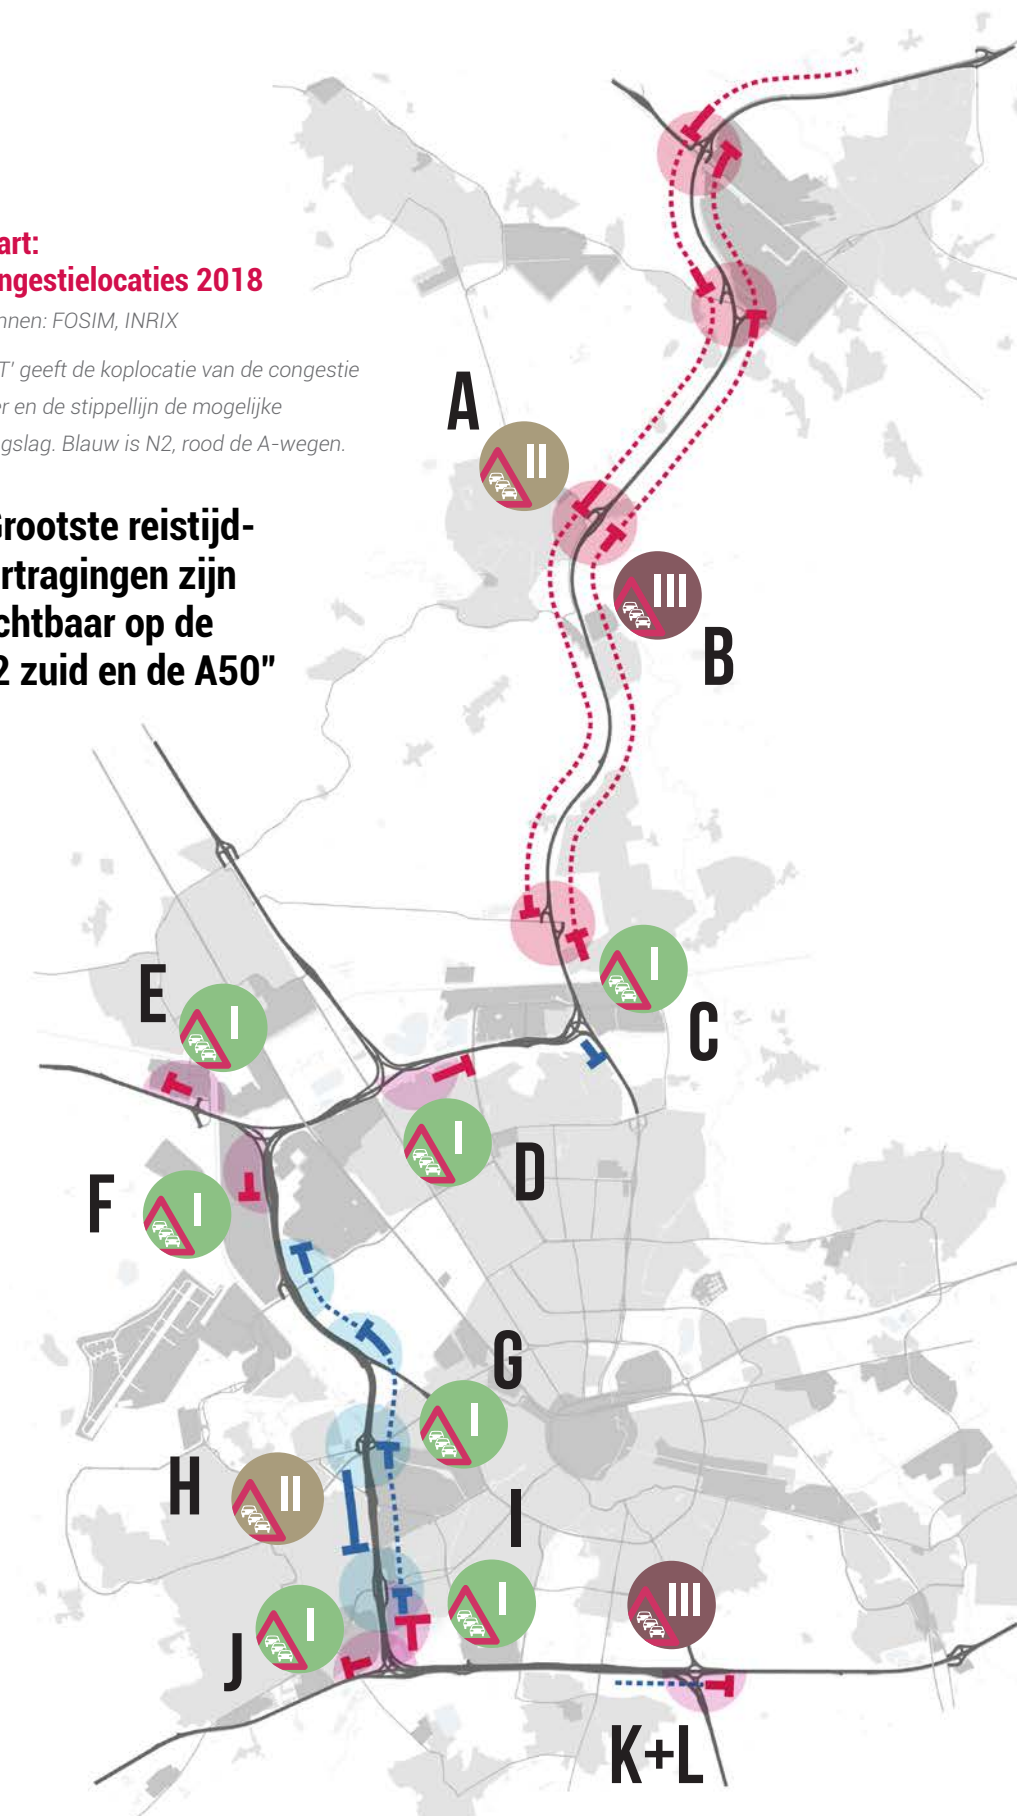 art:
ngestielocaties 2018
nnen: FOSIM, INRIX
T' geeft de koplocatie van de congestie
er en de stippellijn de mogelijke
gslag. Blauw is N2, rood de A-wegen.
Grootste reistijd-
rtragingen zijn
chtbaar op de
2 zuid en de A50"
A
II
III
B
E
I
I
C
I
D
F
I
G
I
H
II
I
I
III
J
I
K+L